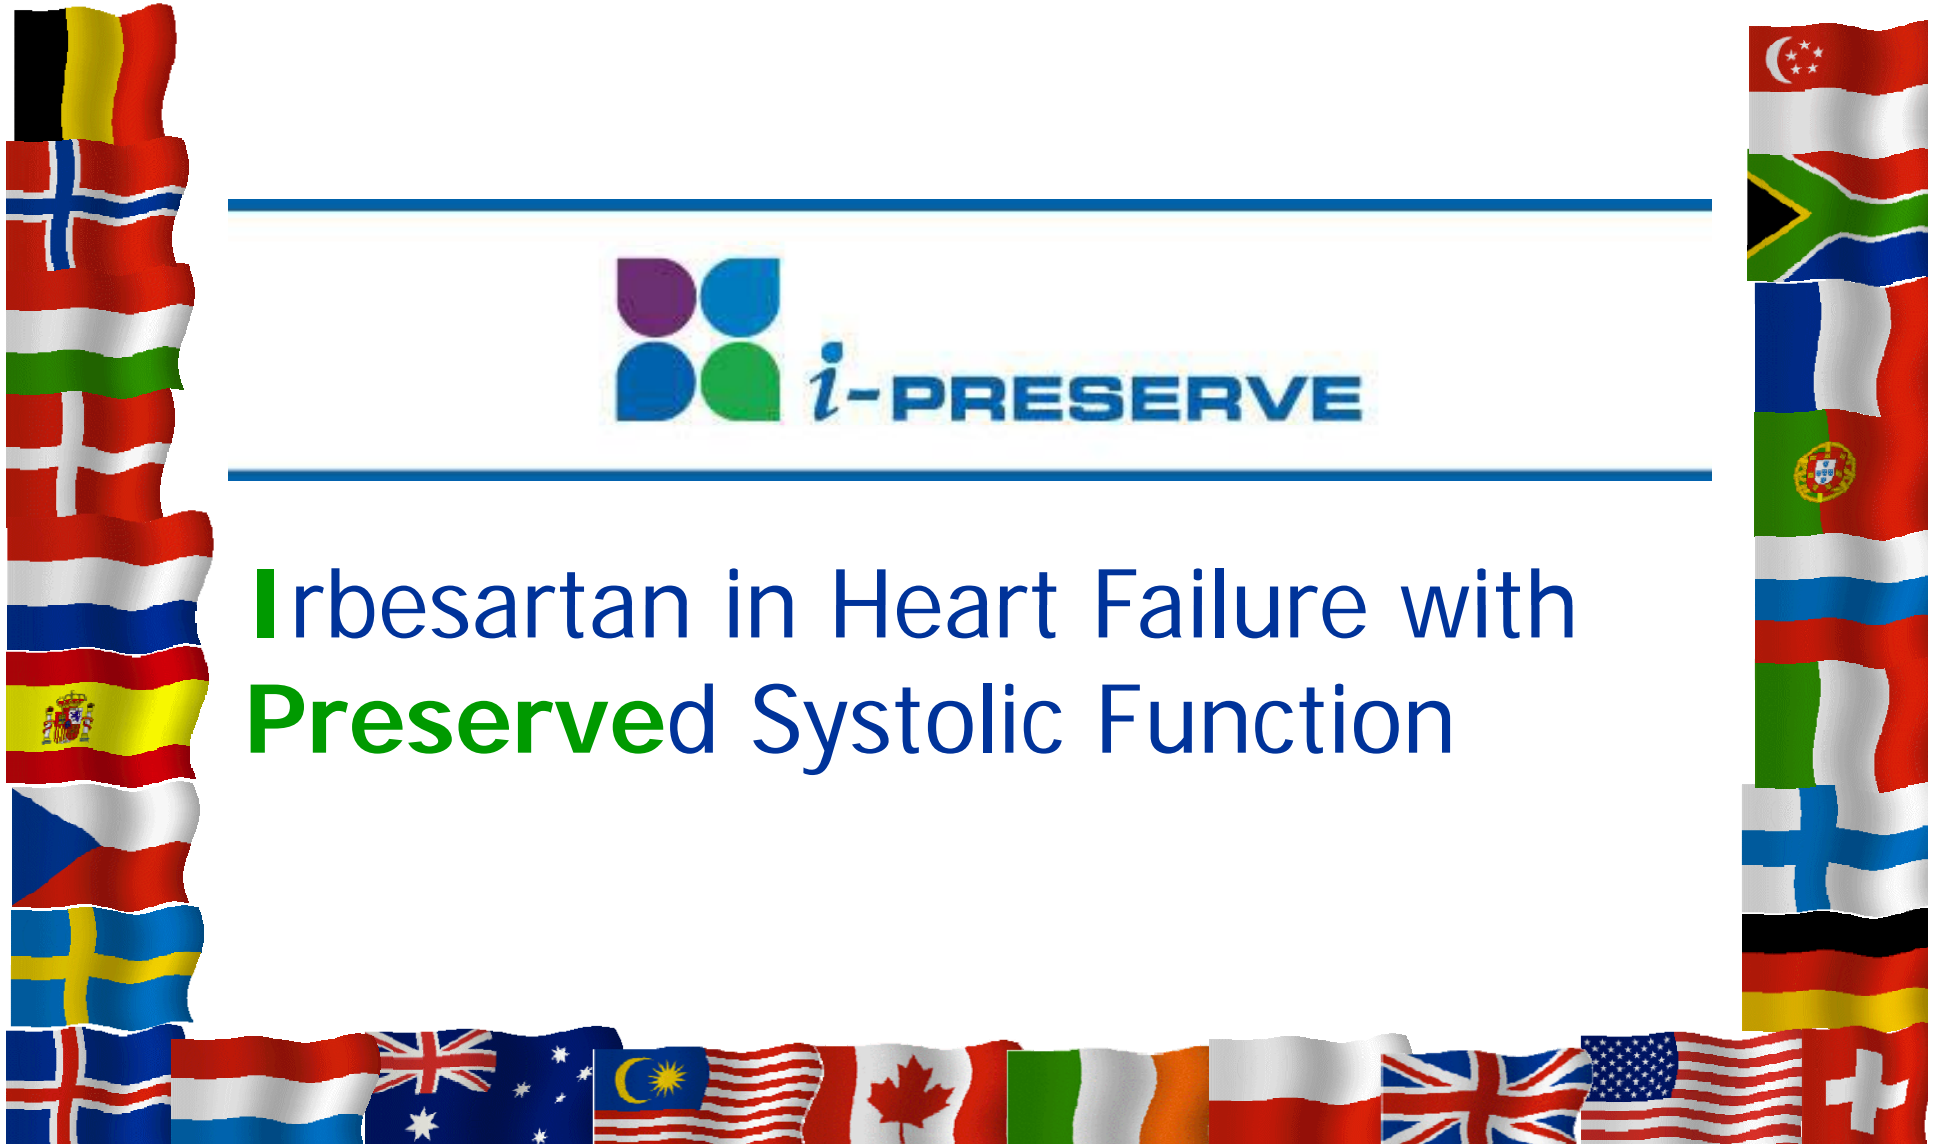 i-PRESERVE
Irbesartan in Heart Failure with
Preserved Systolic Function